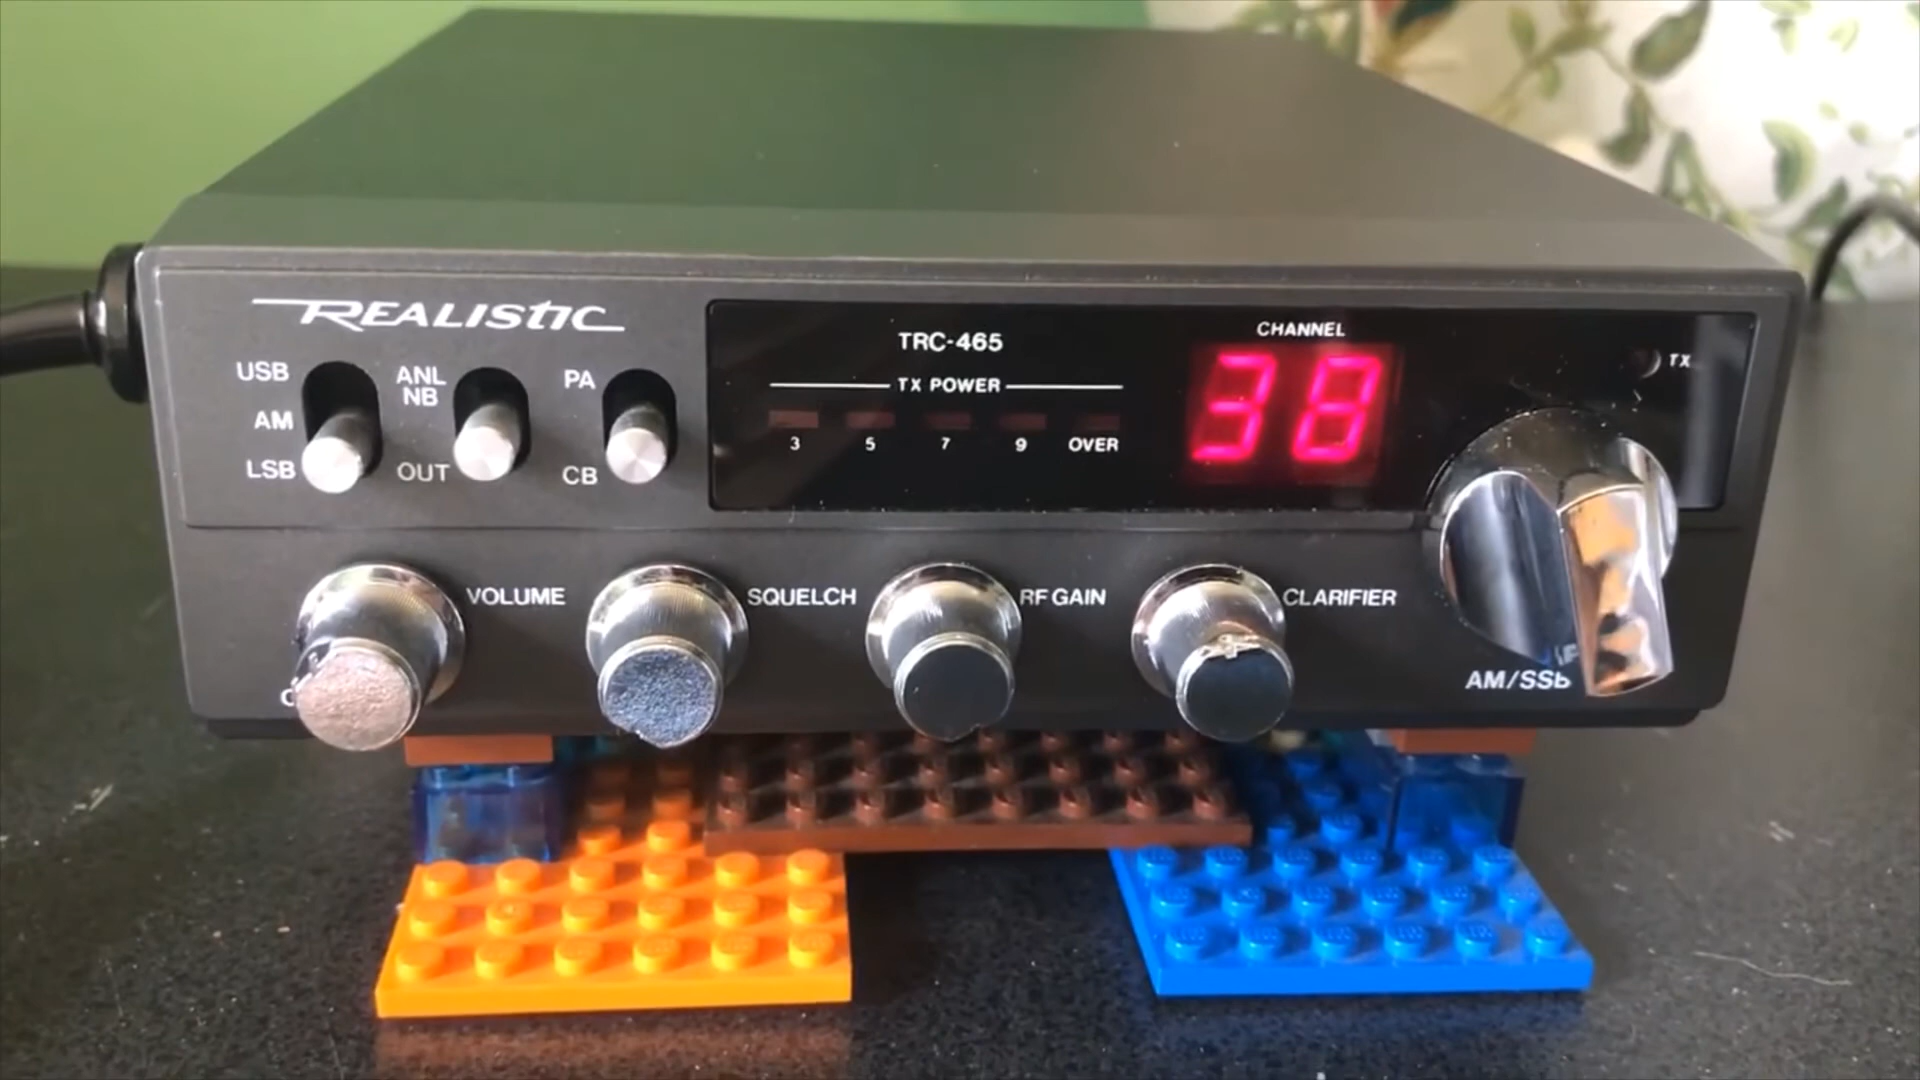 REALISTIC
USB
AM
LSB
ANL
NB
OUT
PA
CB
TRC-465
TX POWER
3 5 7 9 OVER
CHANNEL
38
TX
VOLUME
SQUELCH
RF GAIN
CLARIFIER
AM/SSB